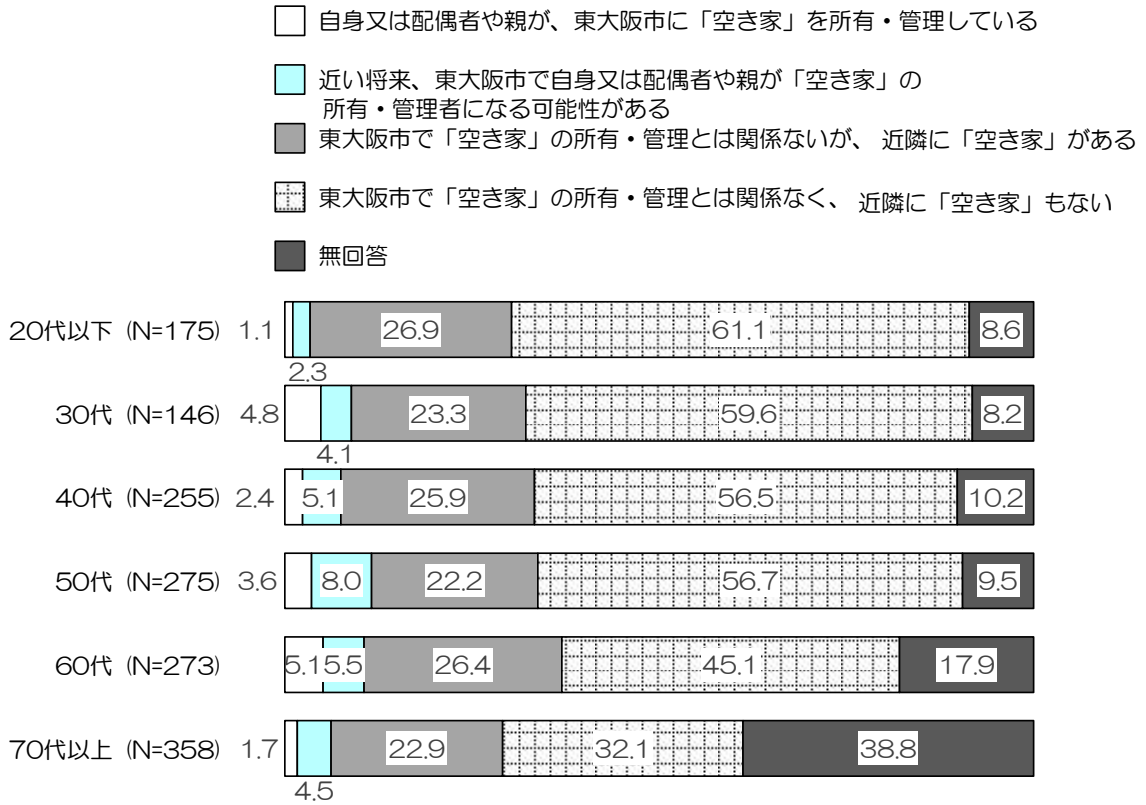 自身又は配偶者や親が、東大阪市に「空き家」を所有・管理している
近い将来、東大阪市で自身又は配偶者や親が「空き家」の
所有・管理者になる可能性がある
東大阪市で「空き家」の所有・管理とは関係ないが、 近隣に「空き家」がある
東大阪市で「空き家」の所有・管理とは関係なく、 近隣に「空き家」もない
無回答
20代以下 (N=175) 1.1 26.9 61.1 8.6
2.3
30代 (N=146) 4.8 23.3 59.6 8.2
4.1
40代 (N=255) 2.4 5.1 25.9 56.5 10.2
50代 (N=275) 3.6 8.0 22.2 56.7 9.5
60代 (N=273) 5.1 5.5 26.4 45.1 17.9
70代以上 (N=358) 1.7 22.9 32.1 38.8
4.5